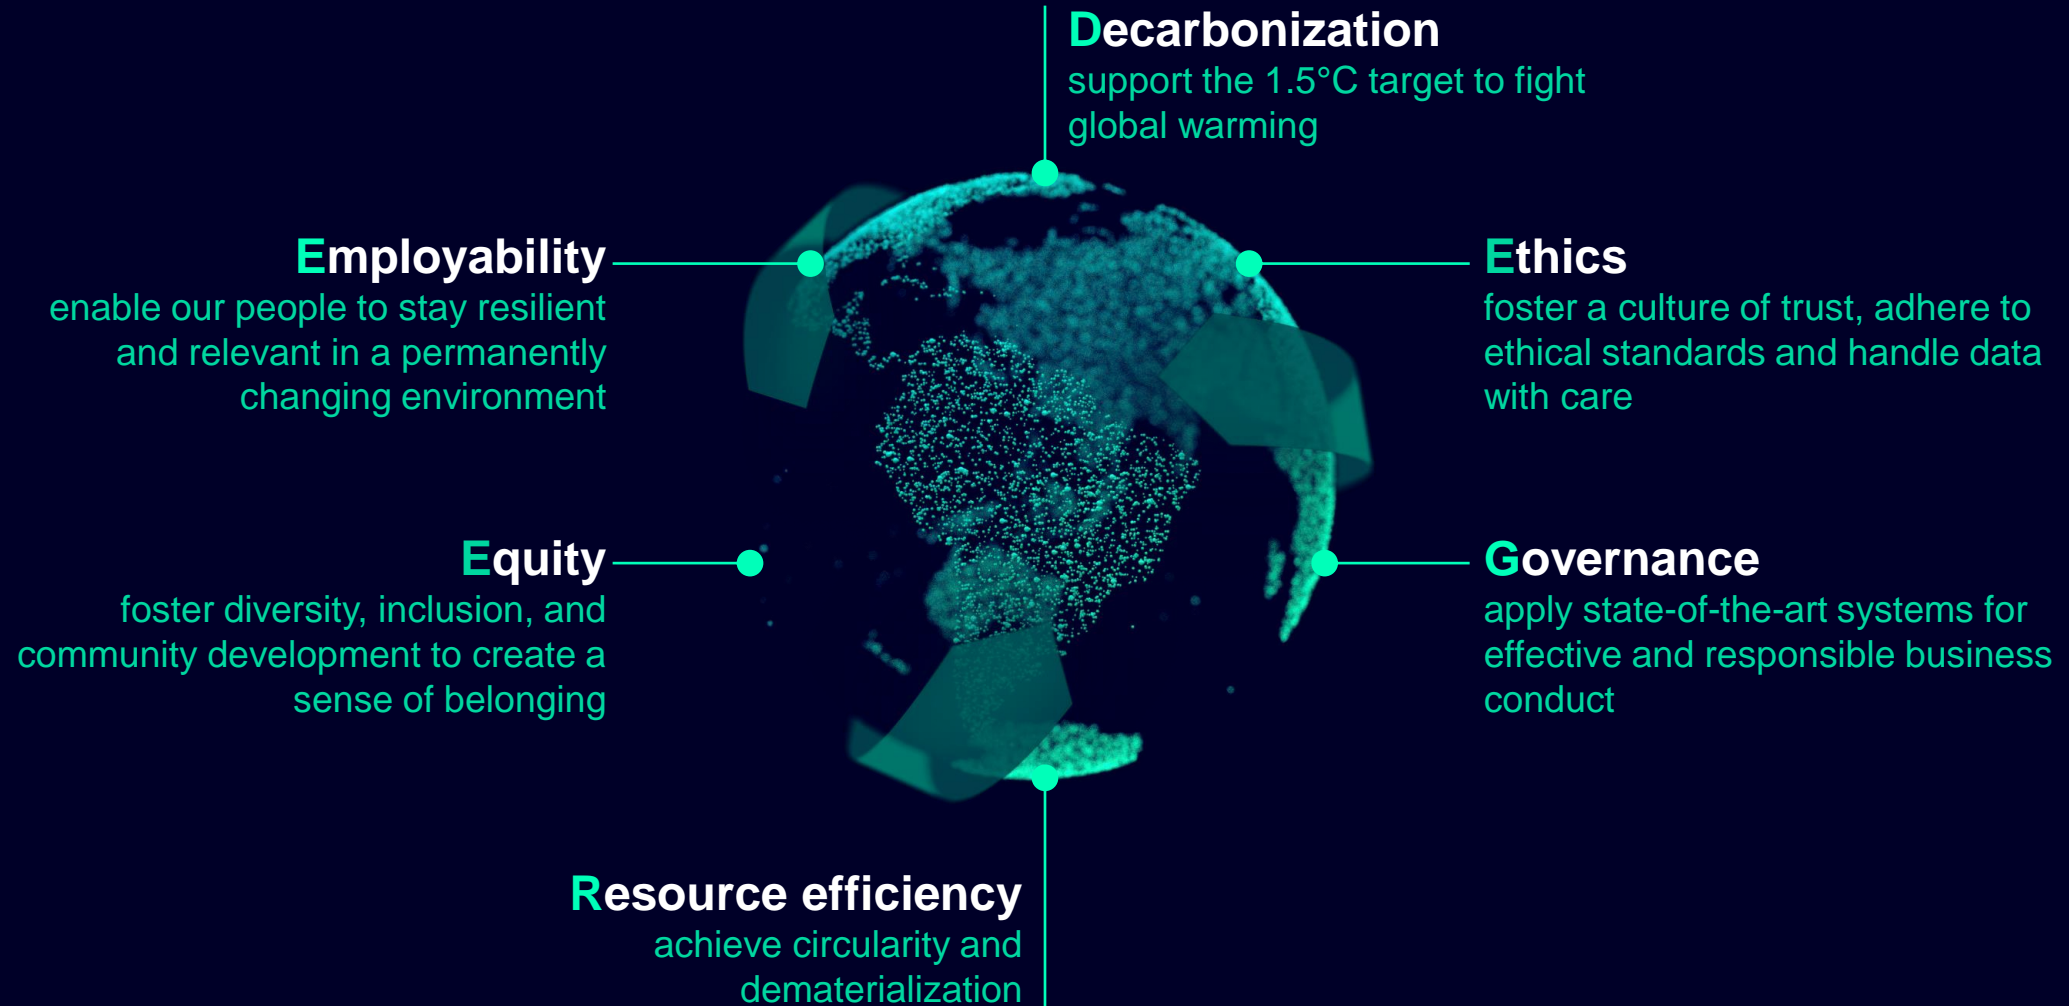 Decarbonization
support the 1.5°C target to fight
global warming
Ethics
foster a culture of trust, adhere to
ethical standards and handle data
with care
Governance
apply state-of-the-art systems for
effective and responsible business
conduct
Resource efficiency
achieve circularity and
dematerialization
Equity
foster diversity, inclusion, and
community development to create a
sense of belonging
Employability
enable our people to stay resilient
and relevant in a permanently
changing environment